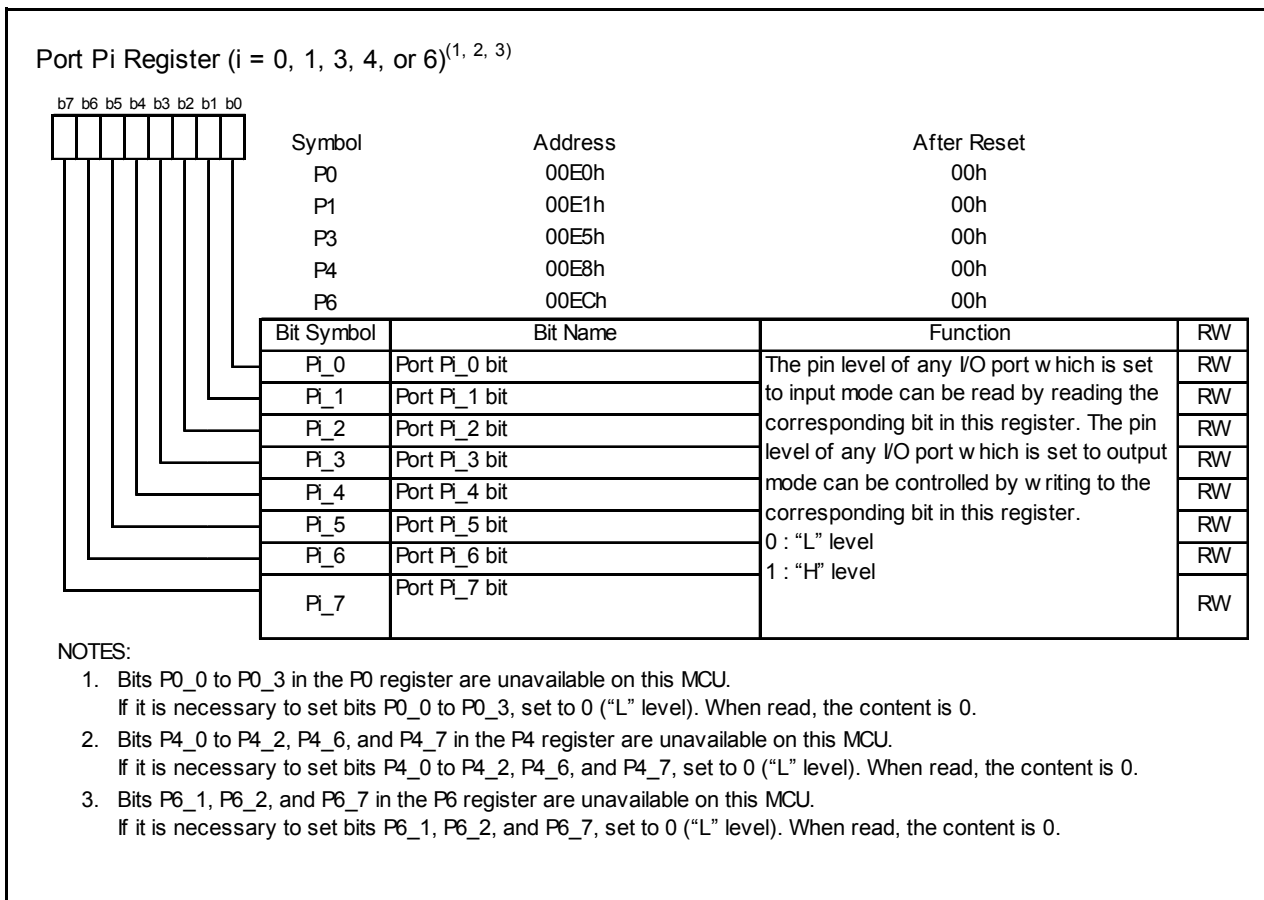 Port Pi Register (i = 0, 1, 3, 4, or 6)(1, 2, 3)
b7 b6 b5 b4 b3 b2 b1 b0
Symbol Address After Reset
P0 00E0h 00h
P1 00E1h 00h
P3 00E5h 00h
P4 00E8h 00h
P6 00ECh 00h
Bit Symbol Bit Name Function RW
Pi_0 Port Pi_0 bit The pin level of any I/O port which is set RW
Pi_1 Port Pi_1 bit to input mode can be read by reading the RW
Pi_2 Port Pi_2 bit corresponding bit in this register. The pin RW
Pi_3 Port Pi_3 bit level of any I/O port which is set to output RW
Pi_4 Port Pi_4 bit mode can be controlled by writing to the RW
Pi_5 Port Pi_5 bit corresponding bit in this register. RW
Pi_6 Port Pi_6 bit 0 : “L” level RW
Pi_7 Port Pi_7 bit 1 : “H” level RW
NOTES:
1. Bits P0_0 to P0_3 in the P0 register are unavailable on this MCU.
If it is necessary to set bits P0_0 to P0_3, set to 0 (“L” level). When read, the content is 0.
2. Bits P4_0 to P4_2, P4_6, and P4_7 in the P4 register are unavailable on this MCU.
If it is necessary to set bits P4_0 to P4_2, P4_6, and P4_7, set to 0 (“L” level). When read, the content is 0.
3. Bits P6_1, P6_2, and P6_7 in the P6 register are unavailable on this MCU.
If it is necessary to set bits P6_1, P6_2, and P6_7, set to 0 (“L” level). When read, the content is 0.